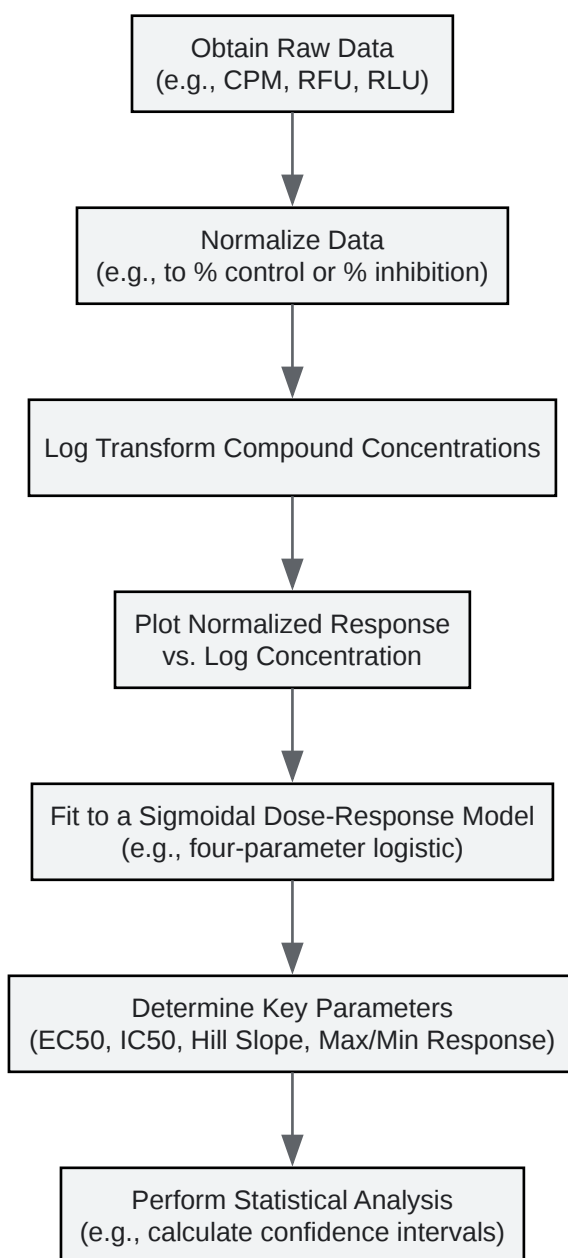 Obtain Raw Data
(e.g., CPM, RFU, RLU)
Normalize Data
(e.g., to % control or % inhibition)
Log Transform Compound Concentrations
Plot Normalized Response
vs. Log Concentration
Fit to a Sigmoidal Dose-Response Model
(e.g., four-parameter logistic)
Determine Key Parameters
(EC50, IC50, Hill Slope, Max/Min Response)
Perform Statistical Analysis
(e.g., calculate confidence intervals)